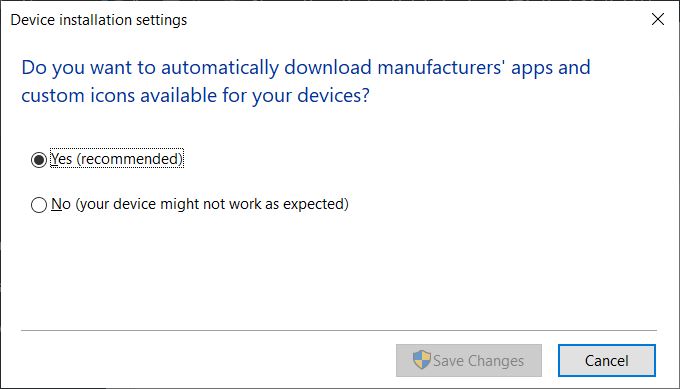 Device installation settings
Do you want to automatically download manufacturers' apps and
custom icons available for your devices?
Yes (recommended)
No (your device might not work as expected)
Save Changes
Cancel